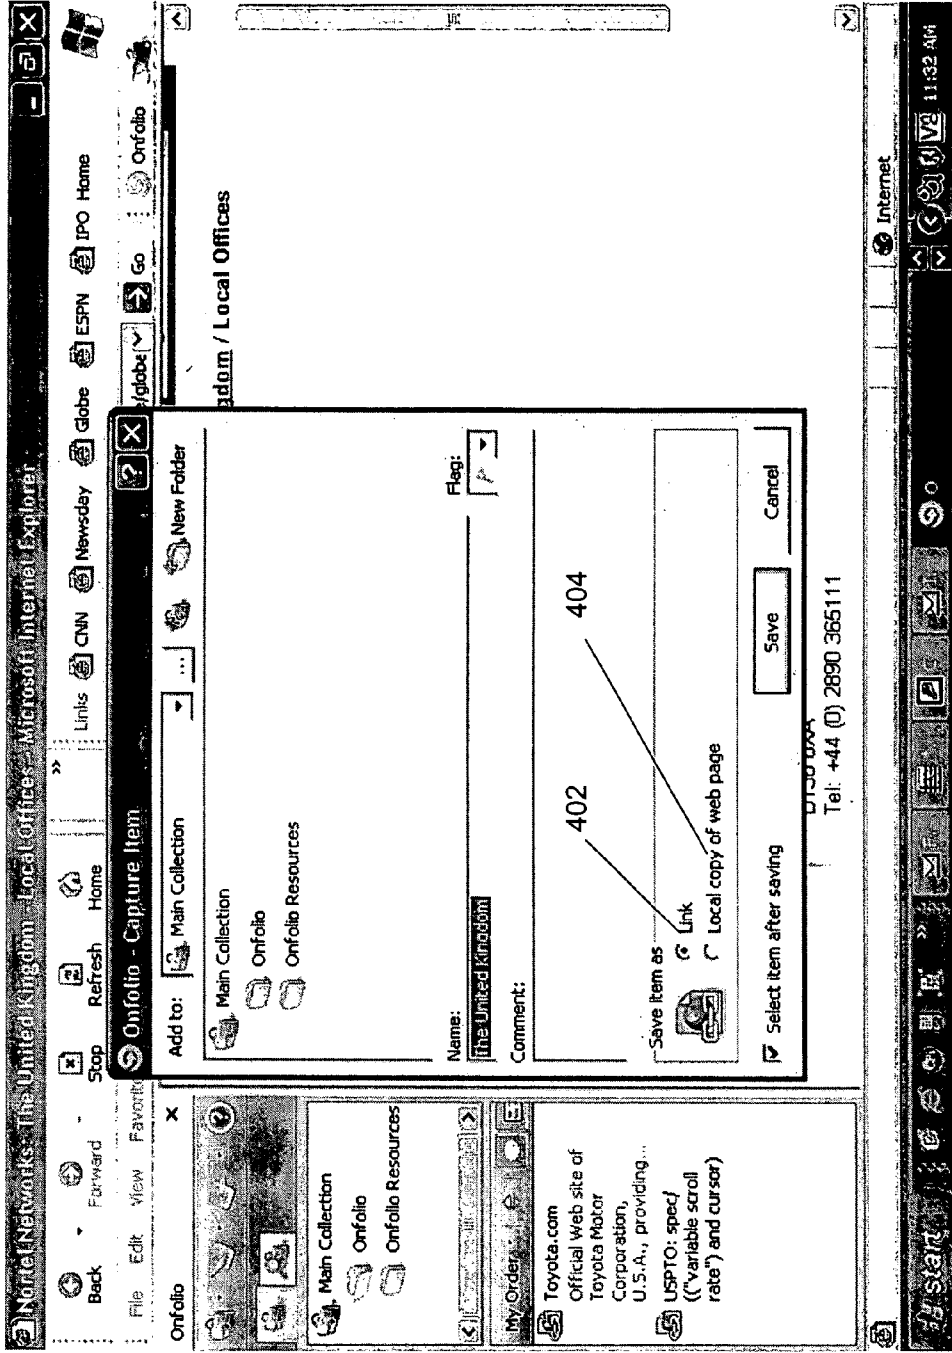 Nortel Networks: The United Kingdom - Local Offices - Microsoft Internet Explorer
Back Forward Stop Refresh Home » Links CNN Newsday Globe ESPN IPO Home
File Edit View Favorit e/globe Go Onfolio
Onfolio
Main Collection
Onfolio
Onfolio Resources
My Order
Toyota.com
Official Web site of
Toyota Motor
Corporation,
U.S.A., providing...
USPTO: spec/
(("variable scroll
rate") and cursor)
Onfolio - Capture Item
Add to: Main Collection ... New Folder
Main Collection
Onfolio
Onfolio Resources
Name: Flag:
the United Kingdom
Comment:
402
404
Save item as
Link
Local copy of web page
Select item after saving
Save Cancel
gdom / Local Offices
Tel: +44 (0) 2890 365111
Internet
start » 11:32 AM